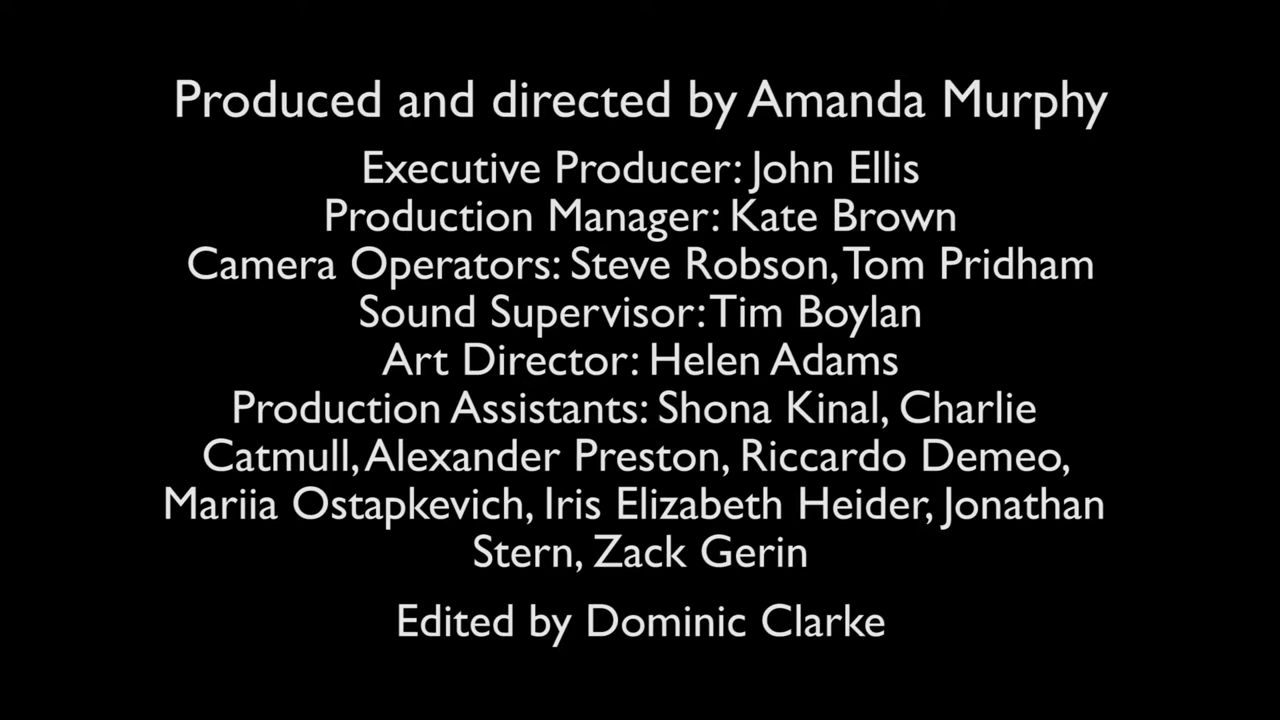 Produced and directed by Amanda Murphy
Executive Producer: John Ellis
Production Manager: Kate Brown
Camera Operators: Steve Robson, Tom Pridham
Sound Supervisor: Tim Boylan
Art Director: Helen Adams
Production Assistants: Shona Kinal, Charlie
Catmull, Alexander Preston, Riccardo Demeo,
Mariia Ostapkevich, Iris Elizabeth Heider, Jonathan
Stern, Zack Gerin
Edited by Dominic Clarke